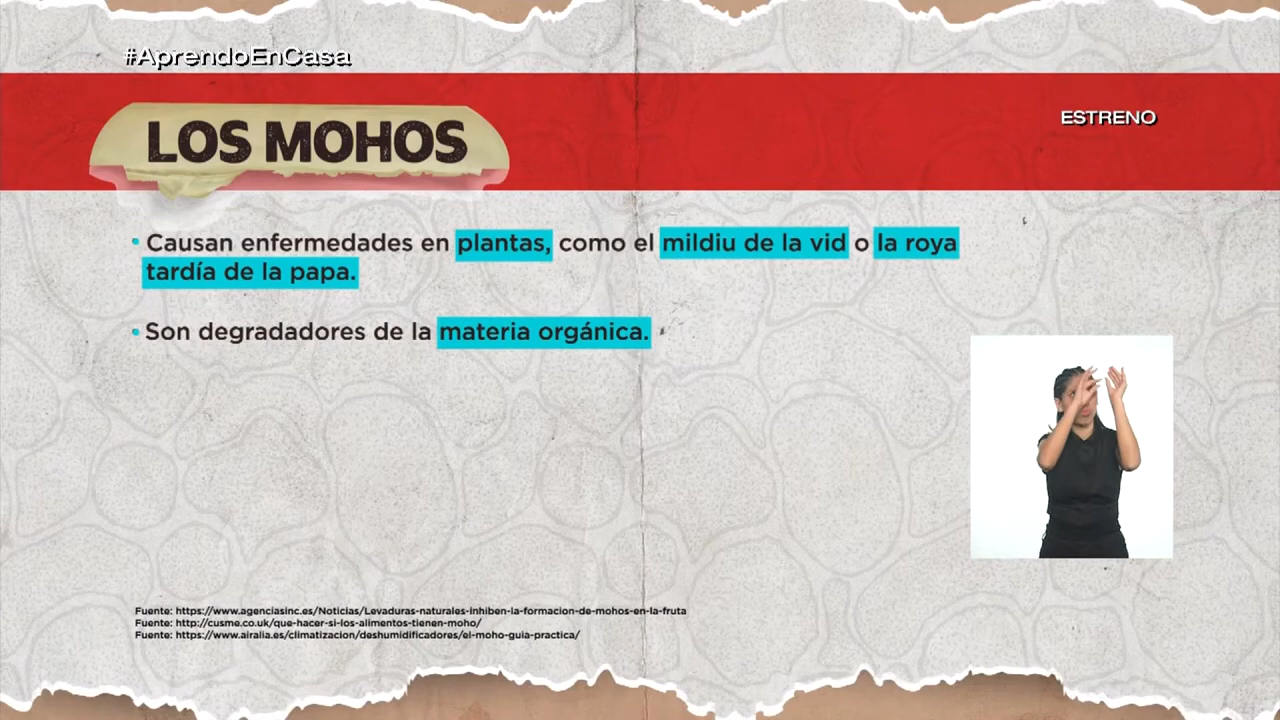 #AprendoEnCasa
LOS MOHOS
ESTRENO
• Causan enfermedades en plantas, como el mildiu de la vid o la roya
tardía de la papa.
• Son degradadores de la materia orgánica.
Fuente: https://www.agenciasinc.es/Noticias/Levaduras-naturales-inhiben-la-formacion-de-mohos-en-la-fruta
Fuente: http://cusme.co.uk/que-hacer-si-los-alimentos-tienen-moho/
Fuente: https://www.airalia.es/climatizacion/deshumidificadores/el-moho-guia-practica/